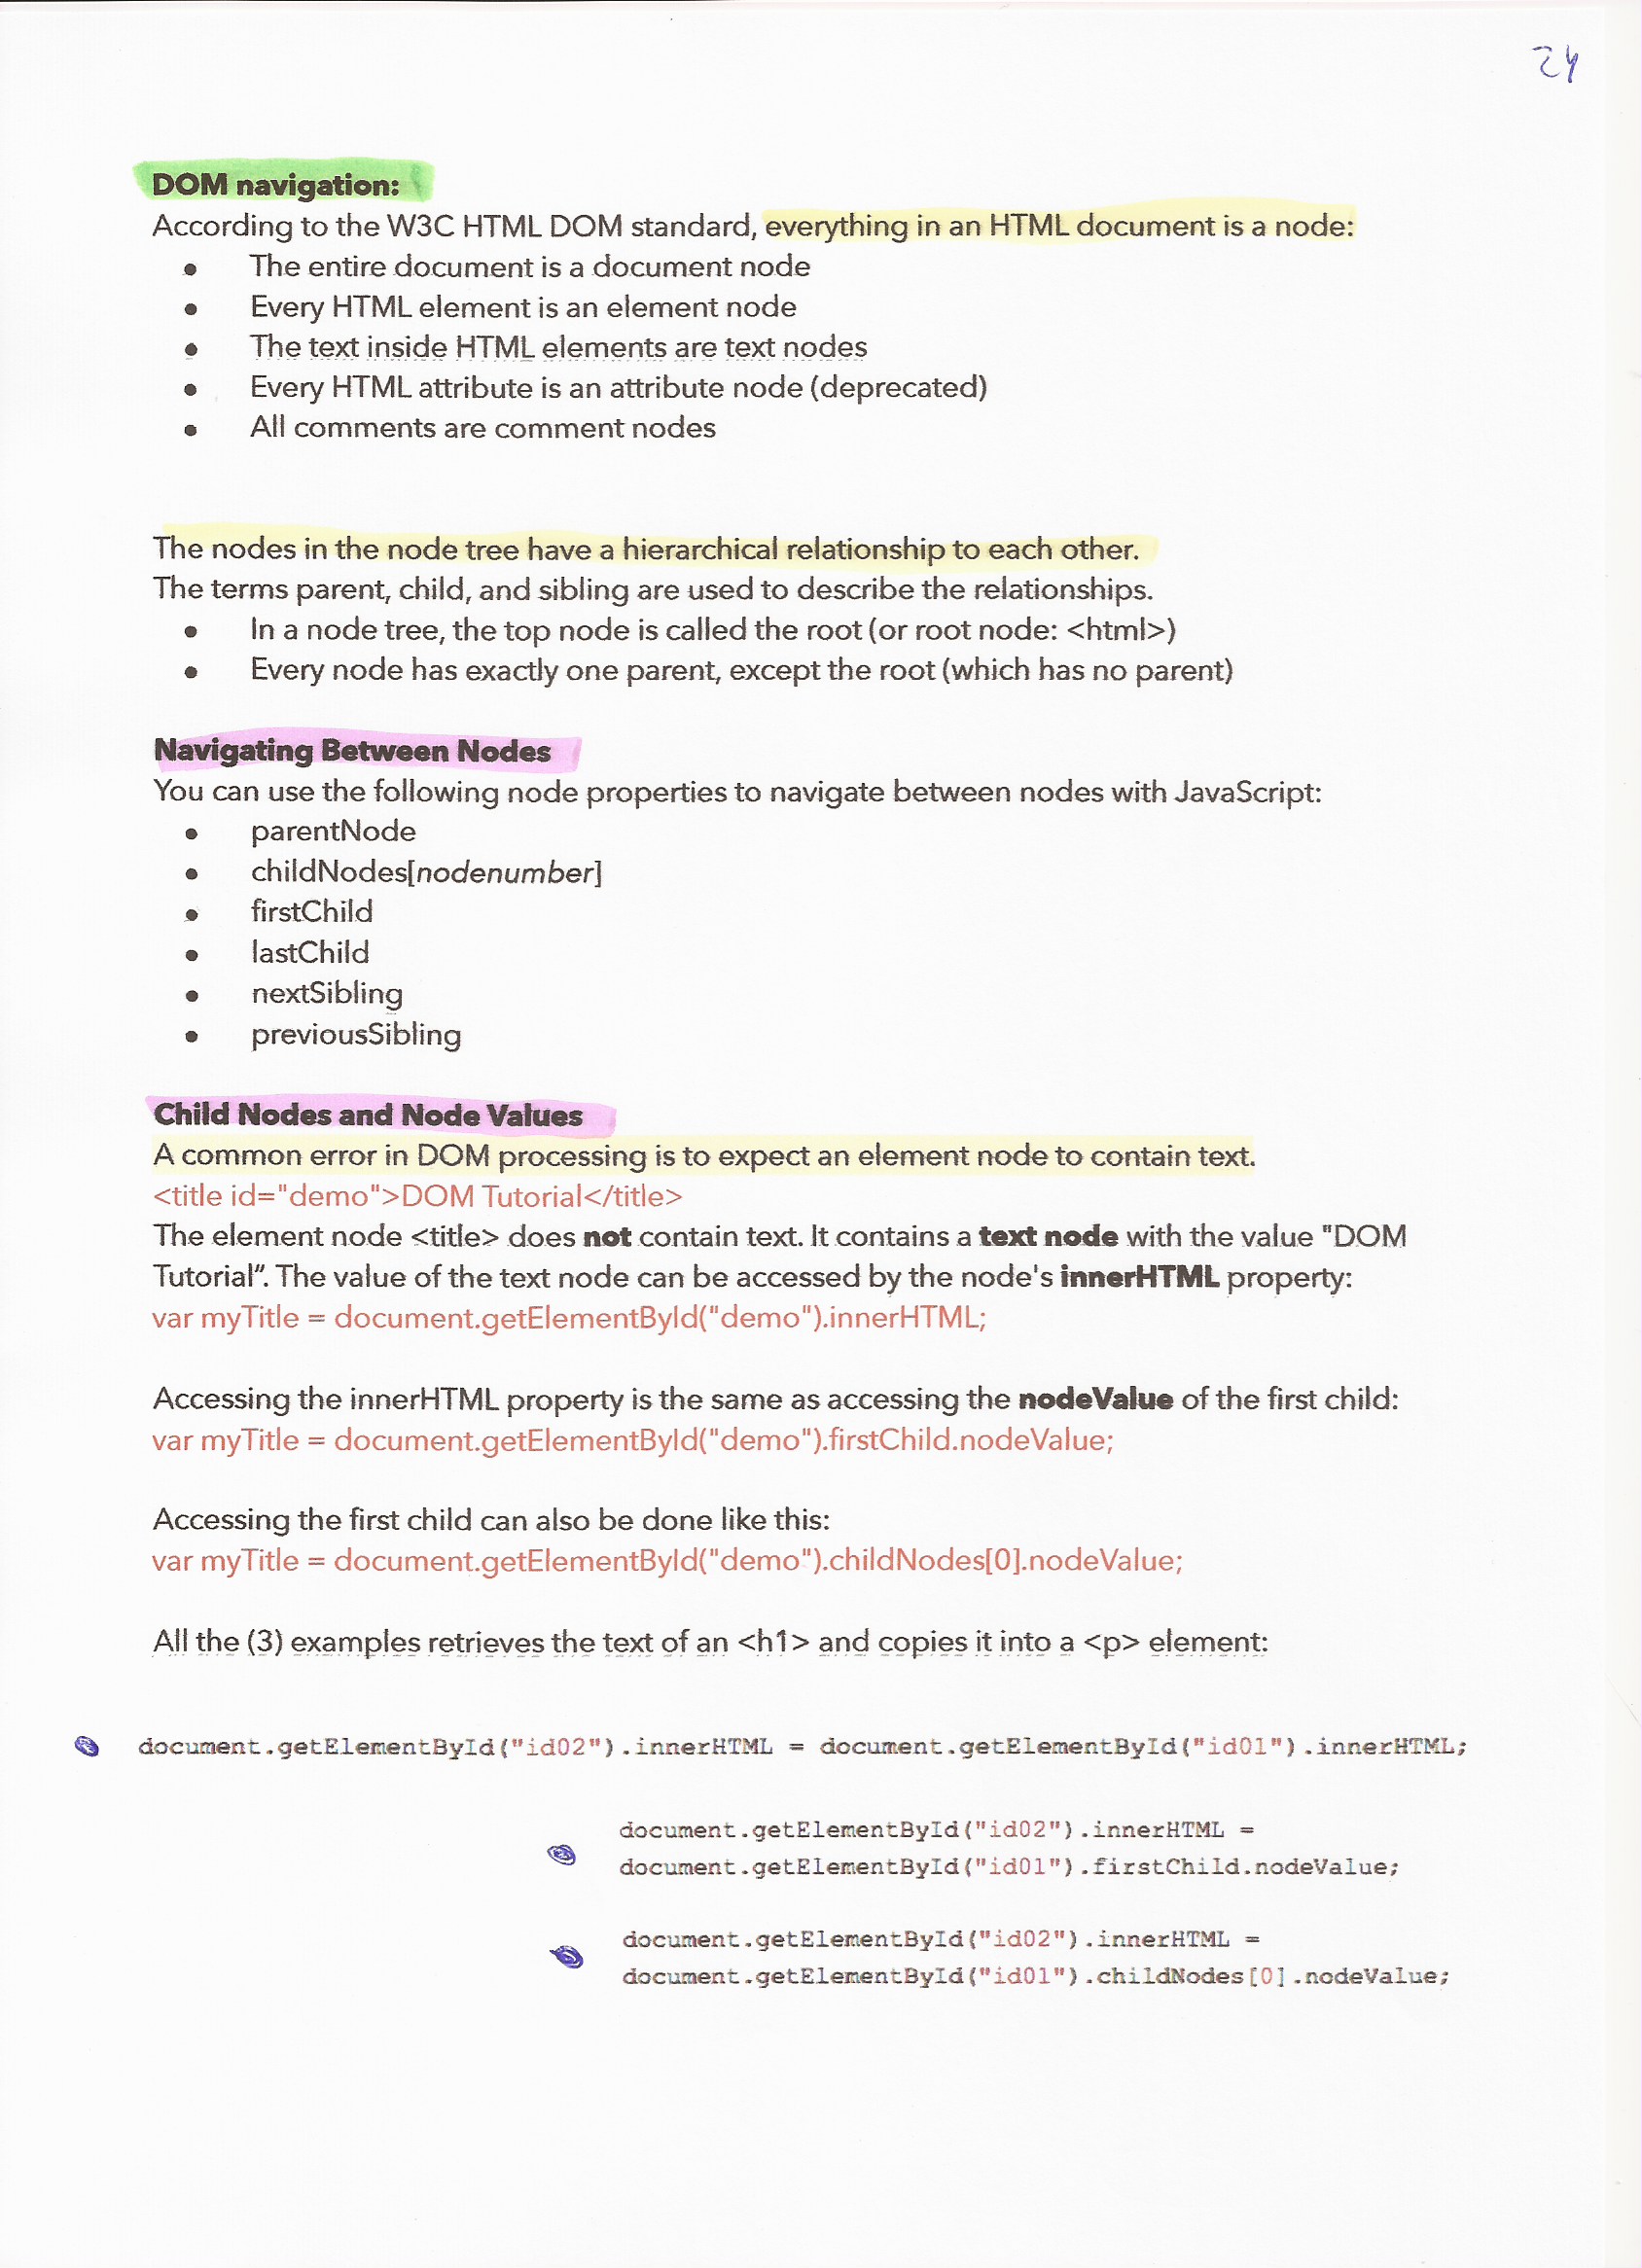 24
DOM navigation:
According to the W3C HTML DOM standard, everything in an HTML document is a node:
• The entire document is a document node
• Every HTML element is an element node
• The text inside HTML elements are text nodes
• Every HTML attribute is an attribute node (deprecated)
• All comments are comment nodes
The nodes in the node tree have a hierarchical relationship to each other.
The terms parent, child, and sibling are used to describe the relationships.
• In a node tree, the top node is called the root (or root node: <html>)
• Every node has exactly one parent, except the root (which has no parent)
Navigating Between Nodes
You can use the following node properties to navigate between nodes with JavaScript:
• parentNode
• childNodes[nodenumber]
• firstChild
• lastChild
• nextSibling
• previousSibling
Child Nodes and Node Values
A common error in DOM processing is to expect an element node to contain text.
<title id="demo">DOM Tutorial</title>
The element node <title> does not contain text. It contains a text node with the value "DOM
Tutorial”. The value of the text node can be accessed by the node's innerHTML property:
var myTitle = document.getElementById("demo").innerHTML;
Accessing the innerHTML property is the same as accessing the nodeValue of the first child:
var myTitle = document.getElementById("demo").firstChild.nodeValue;
Accessing the first child can also be done like this:
var myTitle = document.getElementById("demo").childNodes[0].nodeValue;
All the (3) examples retrieves the text of an <h1> and copies it into a <p> element:
document.getElementById("id02").innerHTML = document.getElementById("id01").innerHTML;
document.getElementById("id02").innerHTML =
document.getElementById("id01").firstChild.nodeValue;
document.getElementById("id02").innerHTML =
document.getElementById("id01").childNodes[0].nodeValue;